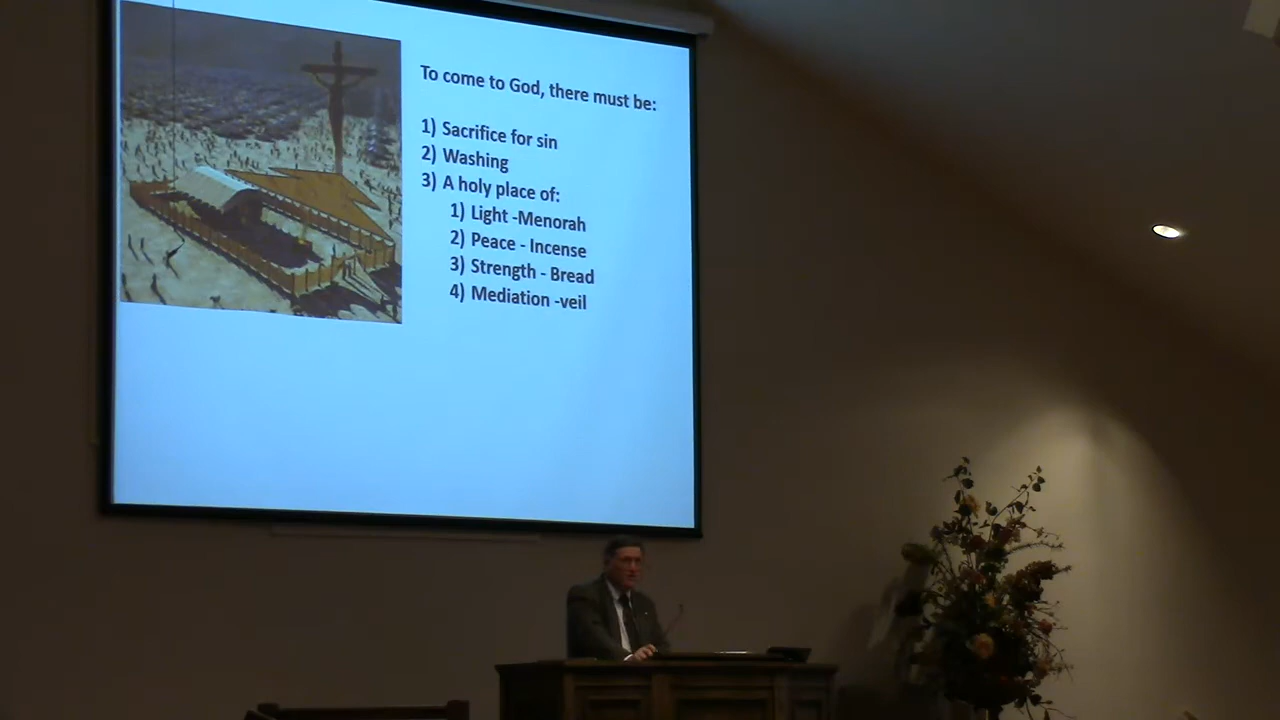 To come to God, there must be:
1) Sacrifice for sin
2) Washing
3) A holy place of:
1) Light -Menorah
2) Peace - Incense
3) Strength - Bread
4) Mediation -veil